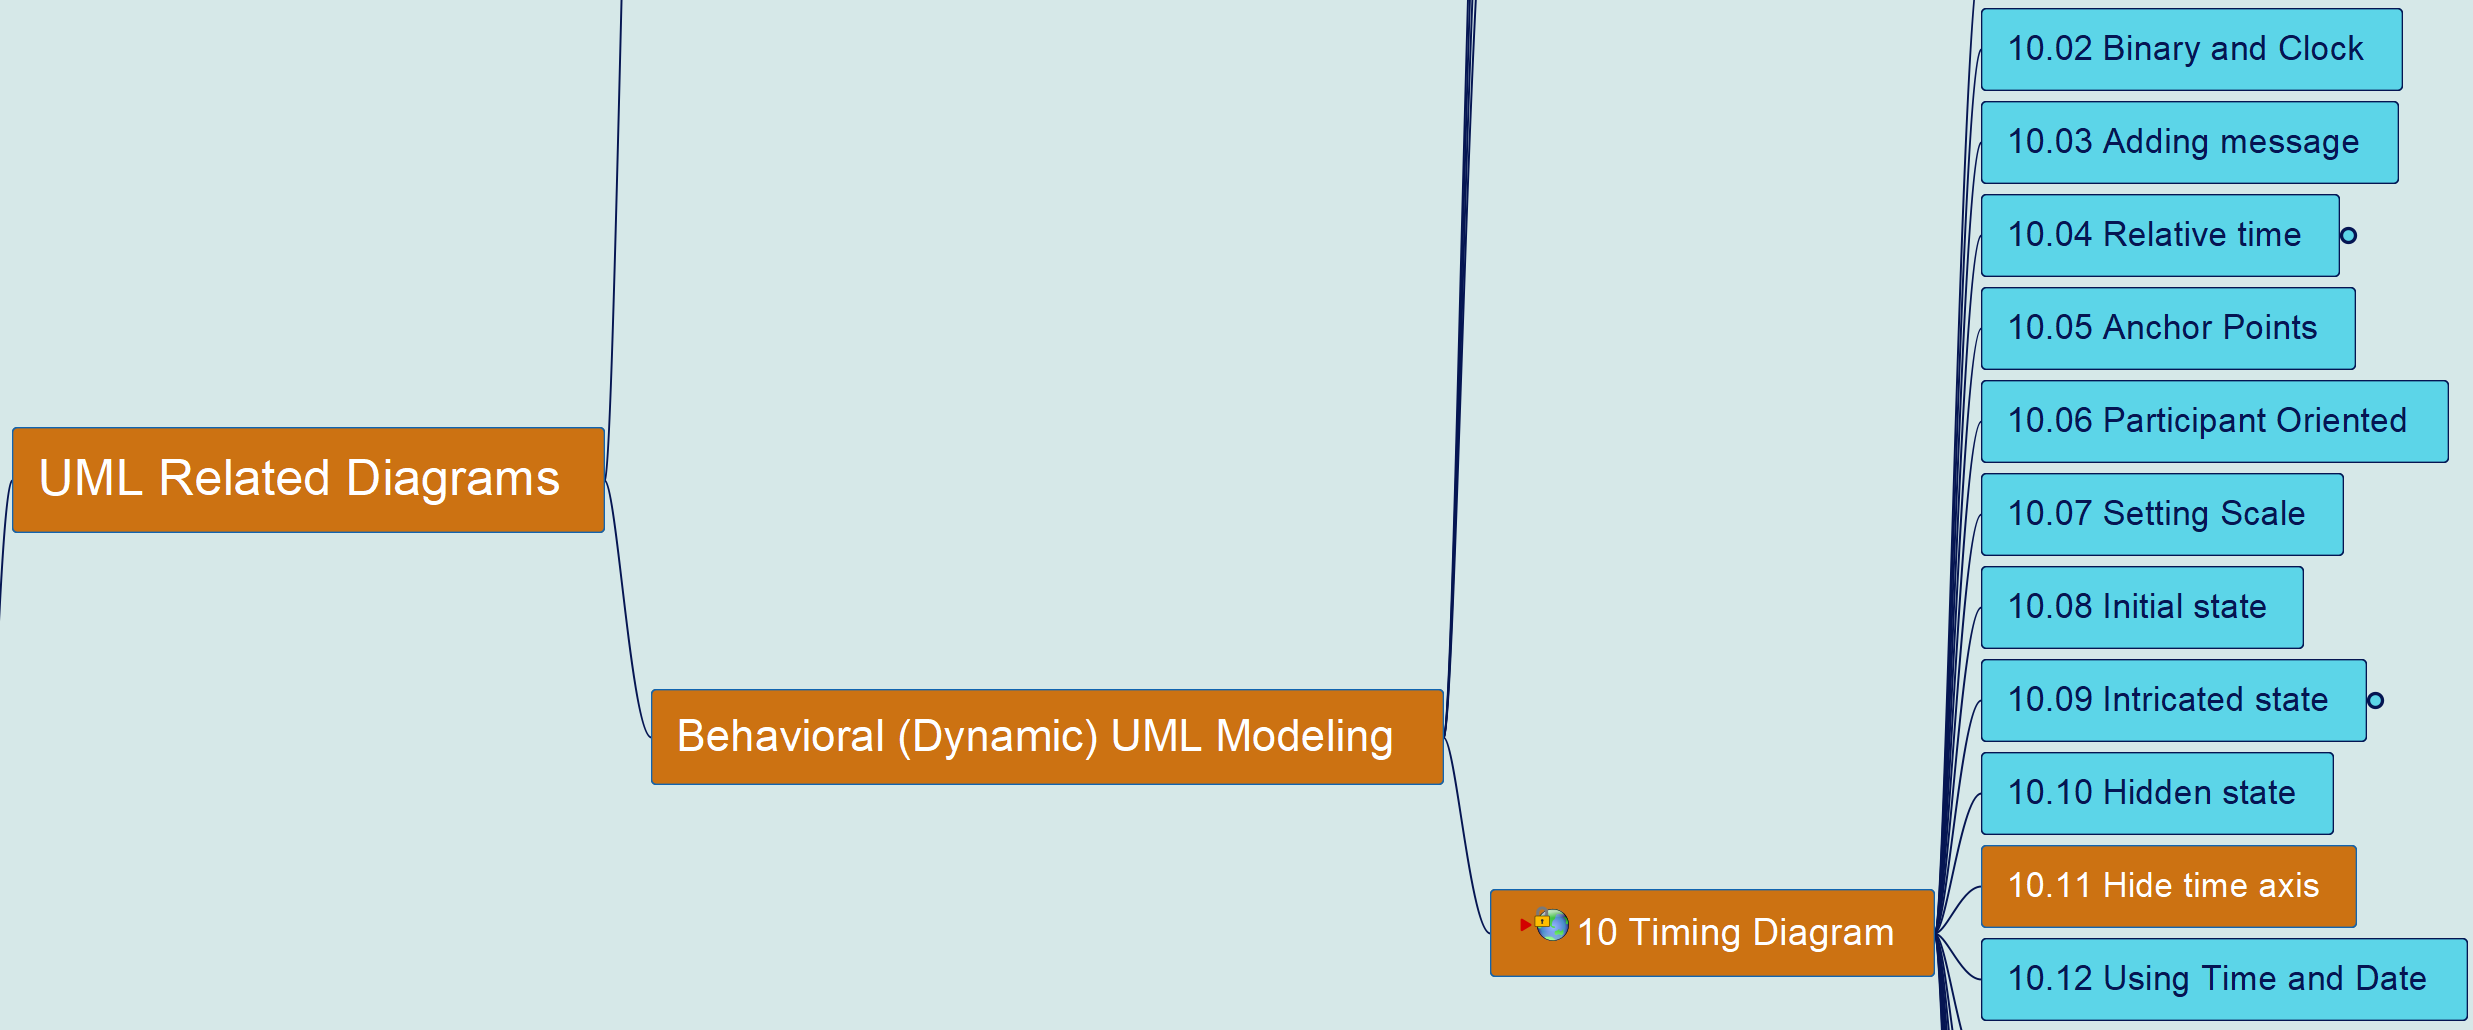 UML Related Diagrams
Behavioral (Dynamic) UML Modeling
10 Timing Diagram
10.02 Binary and Clock
10.03 Adding message
10.04 Relative time
10.05 Anchor Points
10.06 Participant Oriented
10.07 Setting Scale
10.08 Initial state
10.09 Intricated state
10.10 Hidden state
10.11 Hide time axis
10.12 Using Time and Date